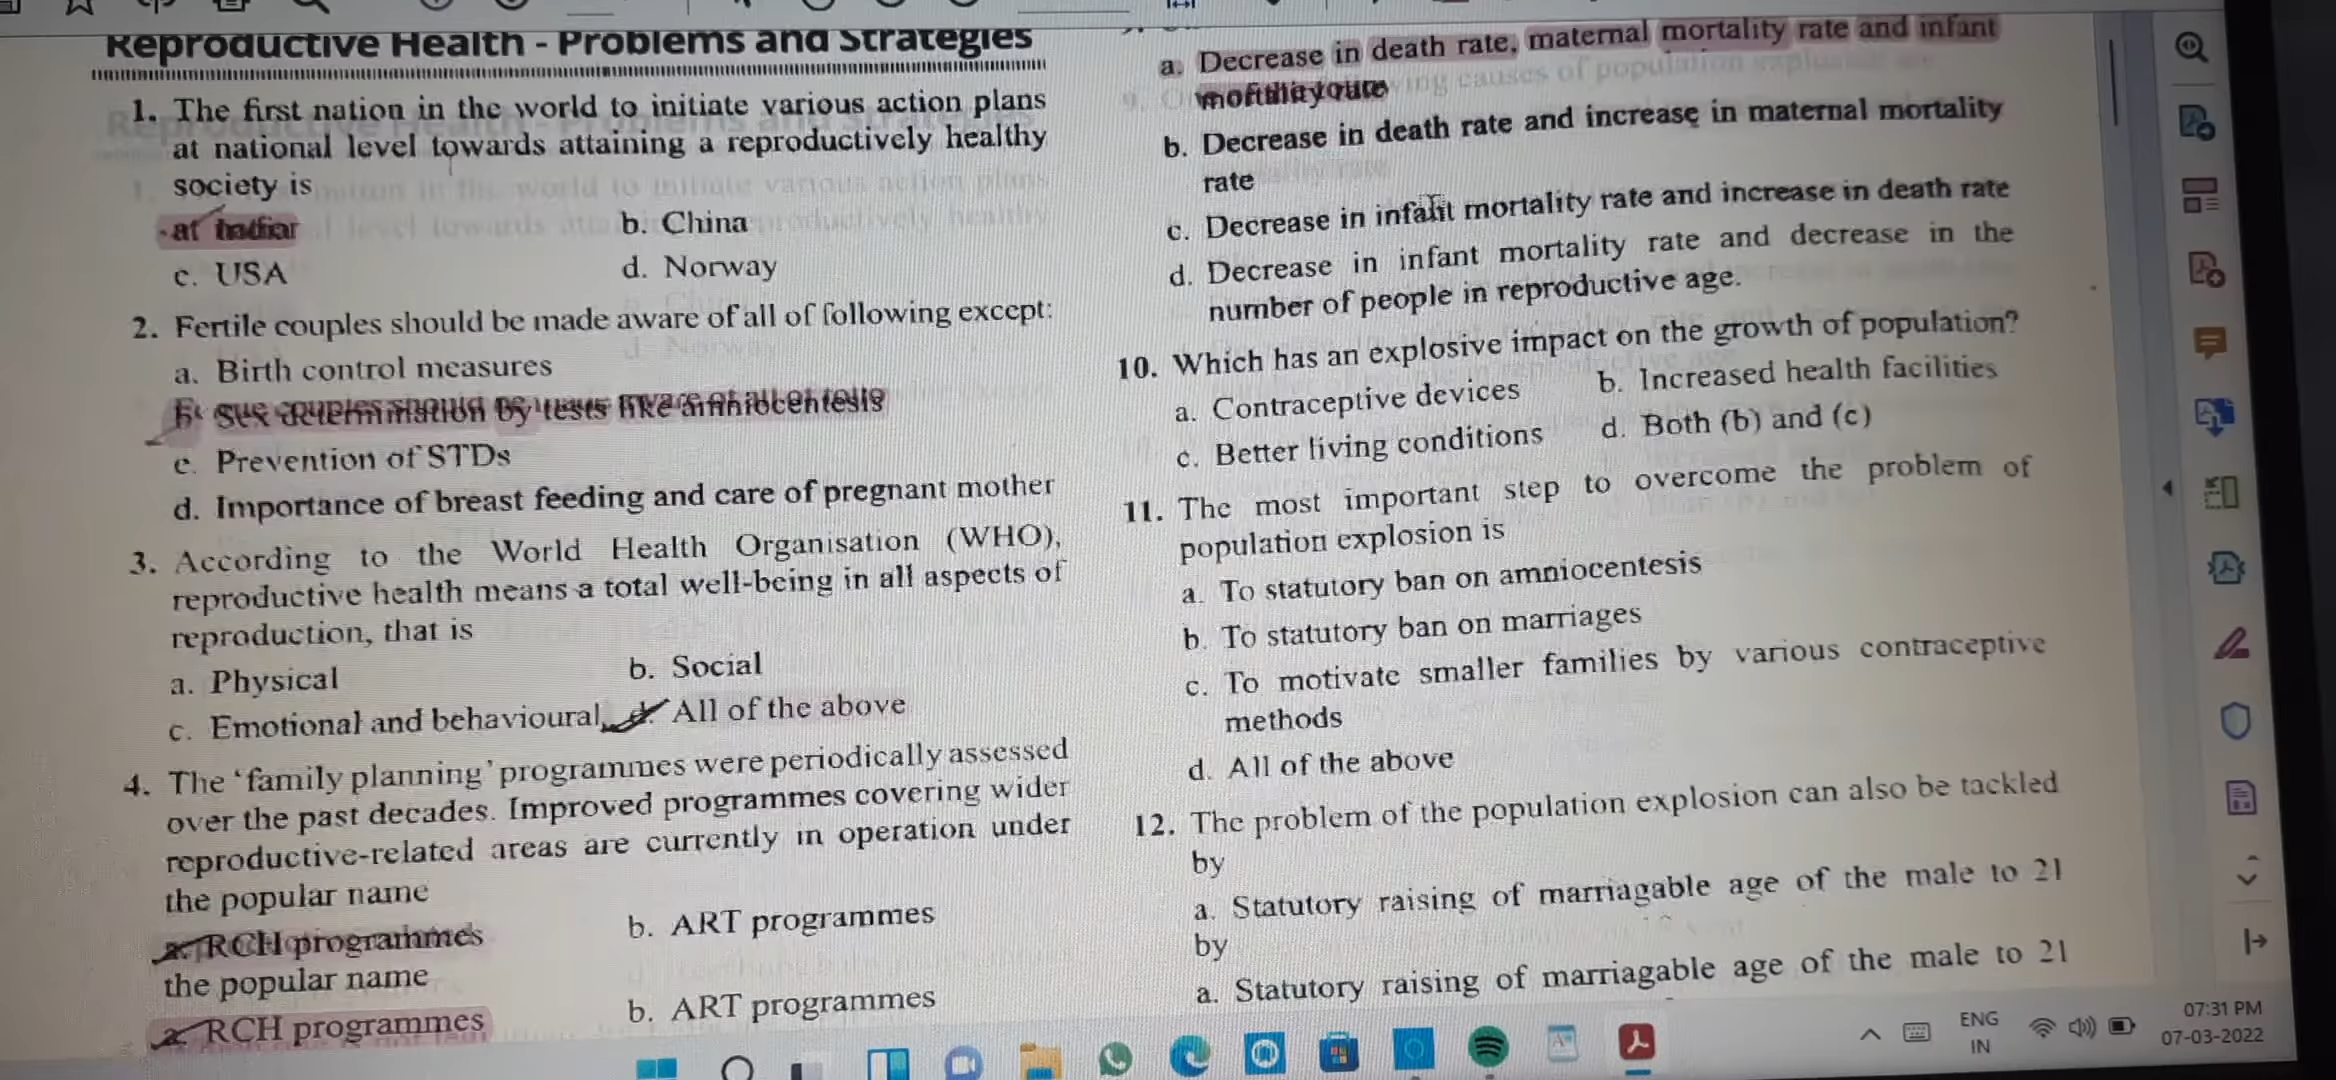 Reproductive Health - Problems and Strategies
1. The first nation in the world to initiate various action plans
at national level towards attaining a reproductively healthy
society is
b. China
c. USA
d. Norway
2. Fertile couples should be made aware of all of following except:
a. Birth control measures
b. Sex determination by tests like amniocentesis
c. Prevention of STDs
d. Importance of breast feeding and care of pregnant mother
3. According to the World Health Organisation (WHO),
reproductive health means a total well-being in all aspects of
reproduction, that is
a. Physical
b. Social
c. Emotional and behavioural
d. All of the above
4. The ‘family planning’ programmes were periodically assessed
over the past decades. Improved programmes covering wider
reproductive-related areas are currently in operation under
the popular name
a. RCH programmes
b. ART programmes
the popular name
a. RCH programmes
b. ART programmes
a. Decrease in death rate, maternal mortality rate and infant
b. Decrease in death rate and increase in maternal mortality
rate
c. Decrease in infant mortality rate and increase in death rate
d. Decrease in infant mortality rate and decrease in the
number of people in reproductive age.
10. Which has an explosive impact on the growth of population?
a. Contraceptive devices
b. Increased health facilities
c. Better living conditions
d. Both (b) and (c)
11. The most important step to overcome the problem of
population explosion is
a. To statutory ban on amniocentesis
b. To statutory ban on marriages
c. To motivate smaller families by various contraceptive
methods
d. All of the above
12. The problem of the population explosion can also be tackled
by
a. Statutory raising of marriagable age of the male to 21
by
a. Statutory raising of marriagable age of the male to 21
ENG
IN
07:31 PM
07-03-2022